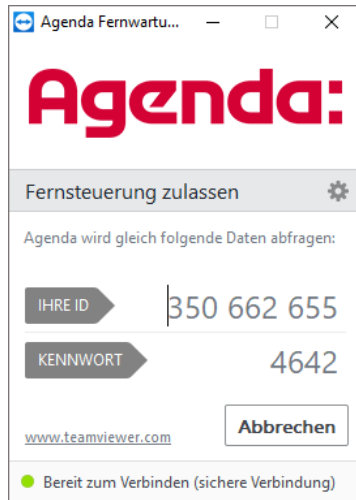 Agenda Fernwartu...
Agenda:
Fernsteuerung zulassen
Agenda wird gleich folgende Daten abfragen:
IHRE ID 350 662 655
KENNWORT 4642
www.teamviewer.com Abbrechen
Bereit zum Verbinden (sichere Verbindung)